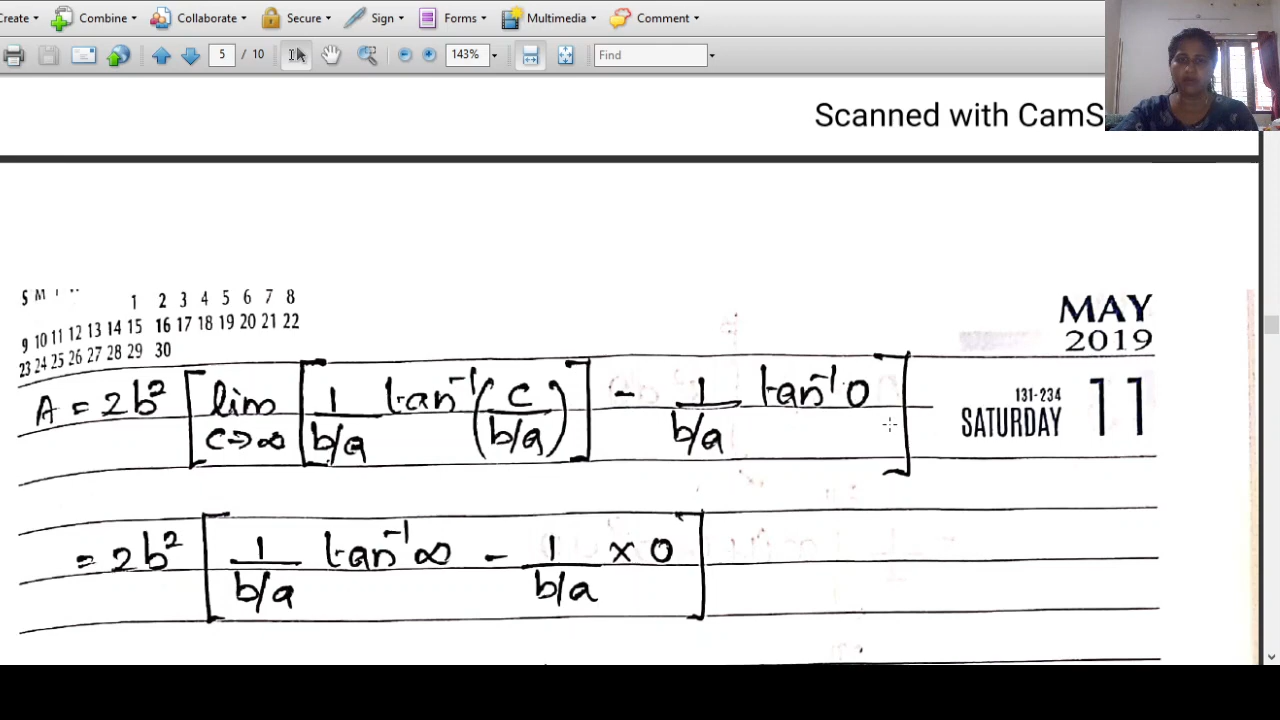 Create Combine Collaborate Secure Sign Forms Multimedia Comment
5 / 10 143% Find
Scanned with CamS
S M
1 2 3 4 5 6 7 8
9 10 11 12 13 14 15 16 17 18 19 20 21 22
23 24 25 26 27 28 29 30
MAY
2019
131-234
SATURDAY 11
A = 2b² [ lim c→∞ [ 1/(b/a) tan⁻¹ ( c/(b/a) ) ] - 1/(b/a) tan⁻¹ 0 ]
= 2b² [ 1/(b/a) tan⁻¹ ∞ - 1/(b/a) × 0 ]